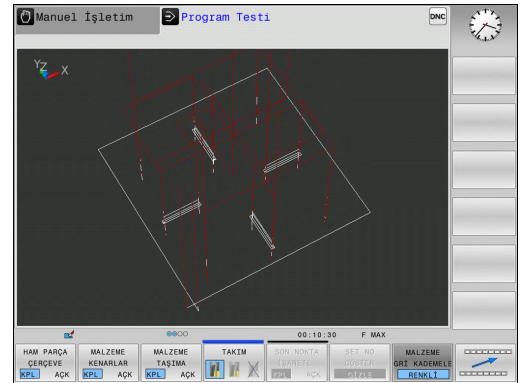 Manuel İşletim
Program Testi
DNC
YZ X
00:10:30 F MAX
HAM PARÇA
ÇERÇEVE
KPL AÇK
MALZEME
KENARLAR
KPL AÇK
MALZEME
TAŞIMA
KPL AÇK
TAKIM
SON NOKTA
İŞARETİ
KPL AÇK
SET NO
GÖSTER
GİZLE
MALZEME
GRİ KADEMELE
RENKLİ